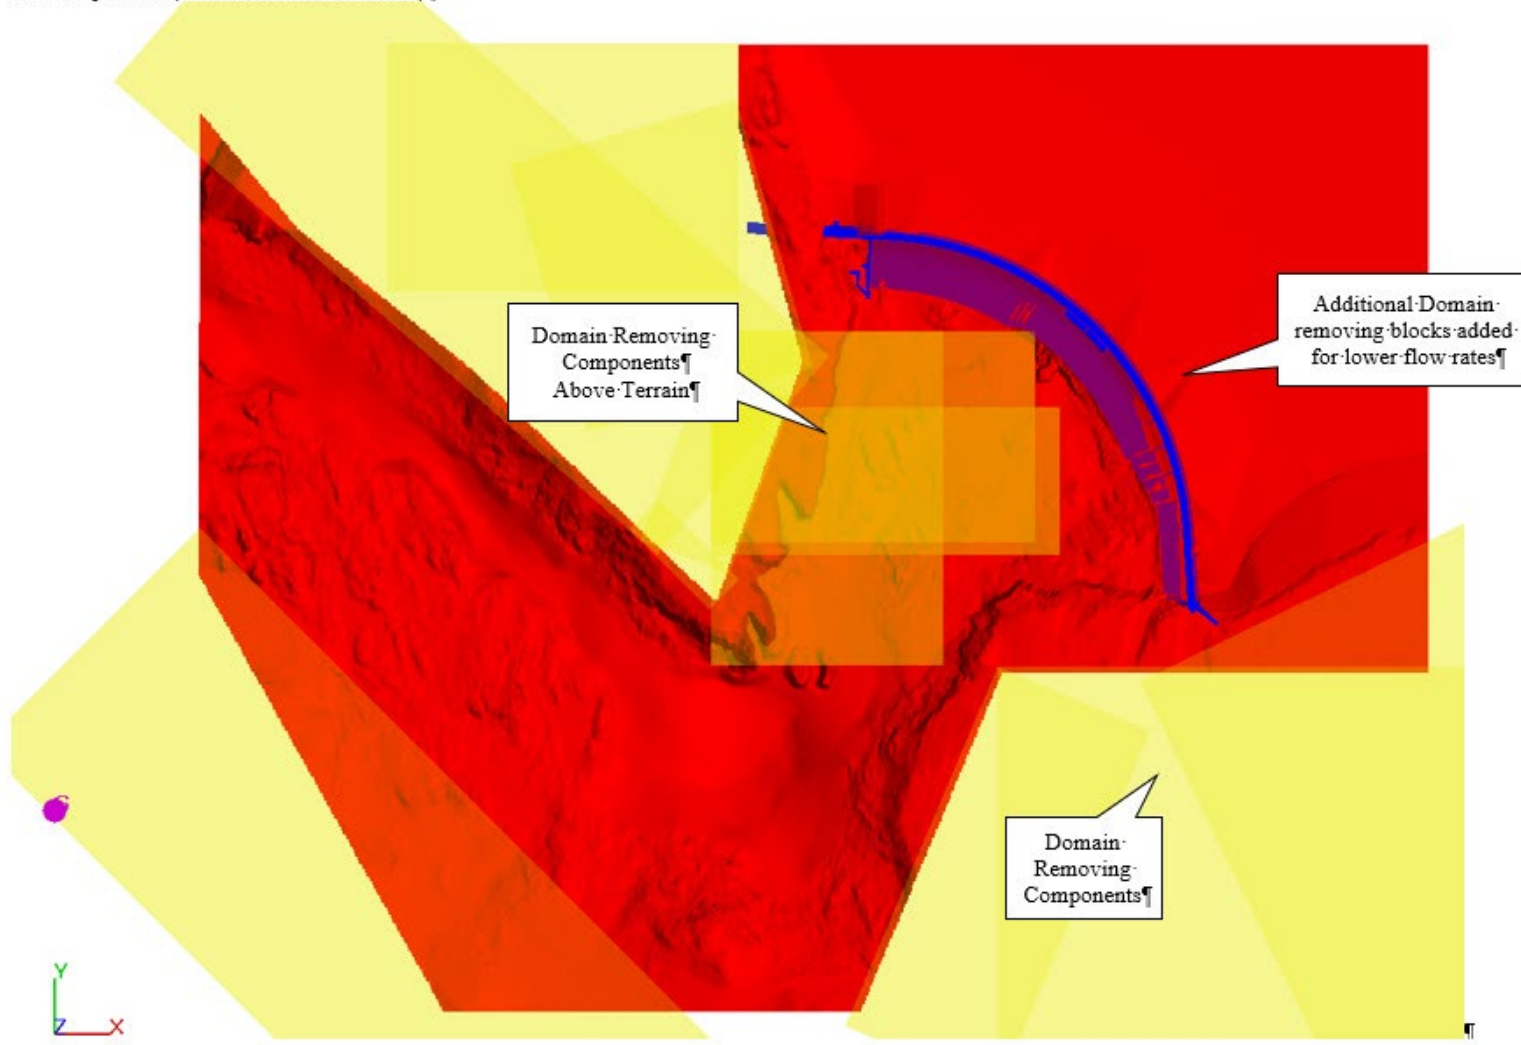 Domain·Removing·
Components¶
Above·Terrain¶
Additional·Domain·
removing·blocks·added·
for·lower·flow·rates¶
Domain·
Removing·
Components¶
Y
Z
X
¶